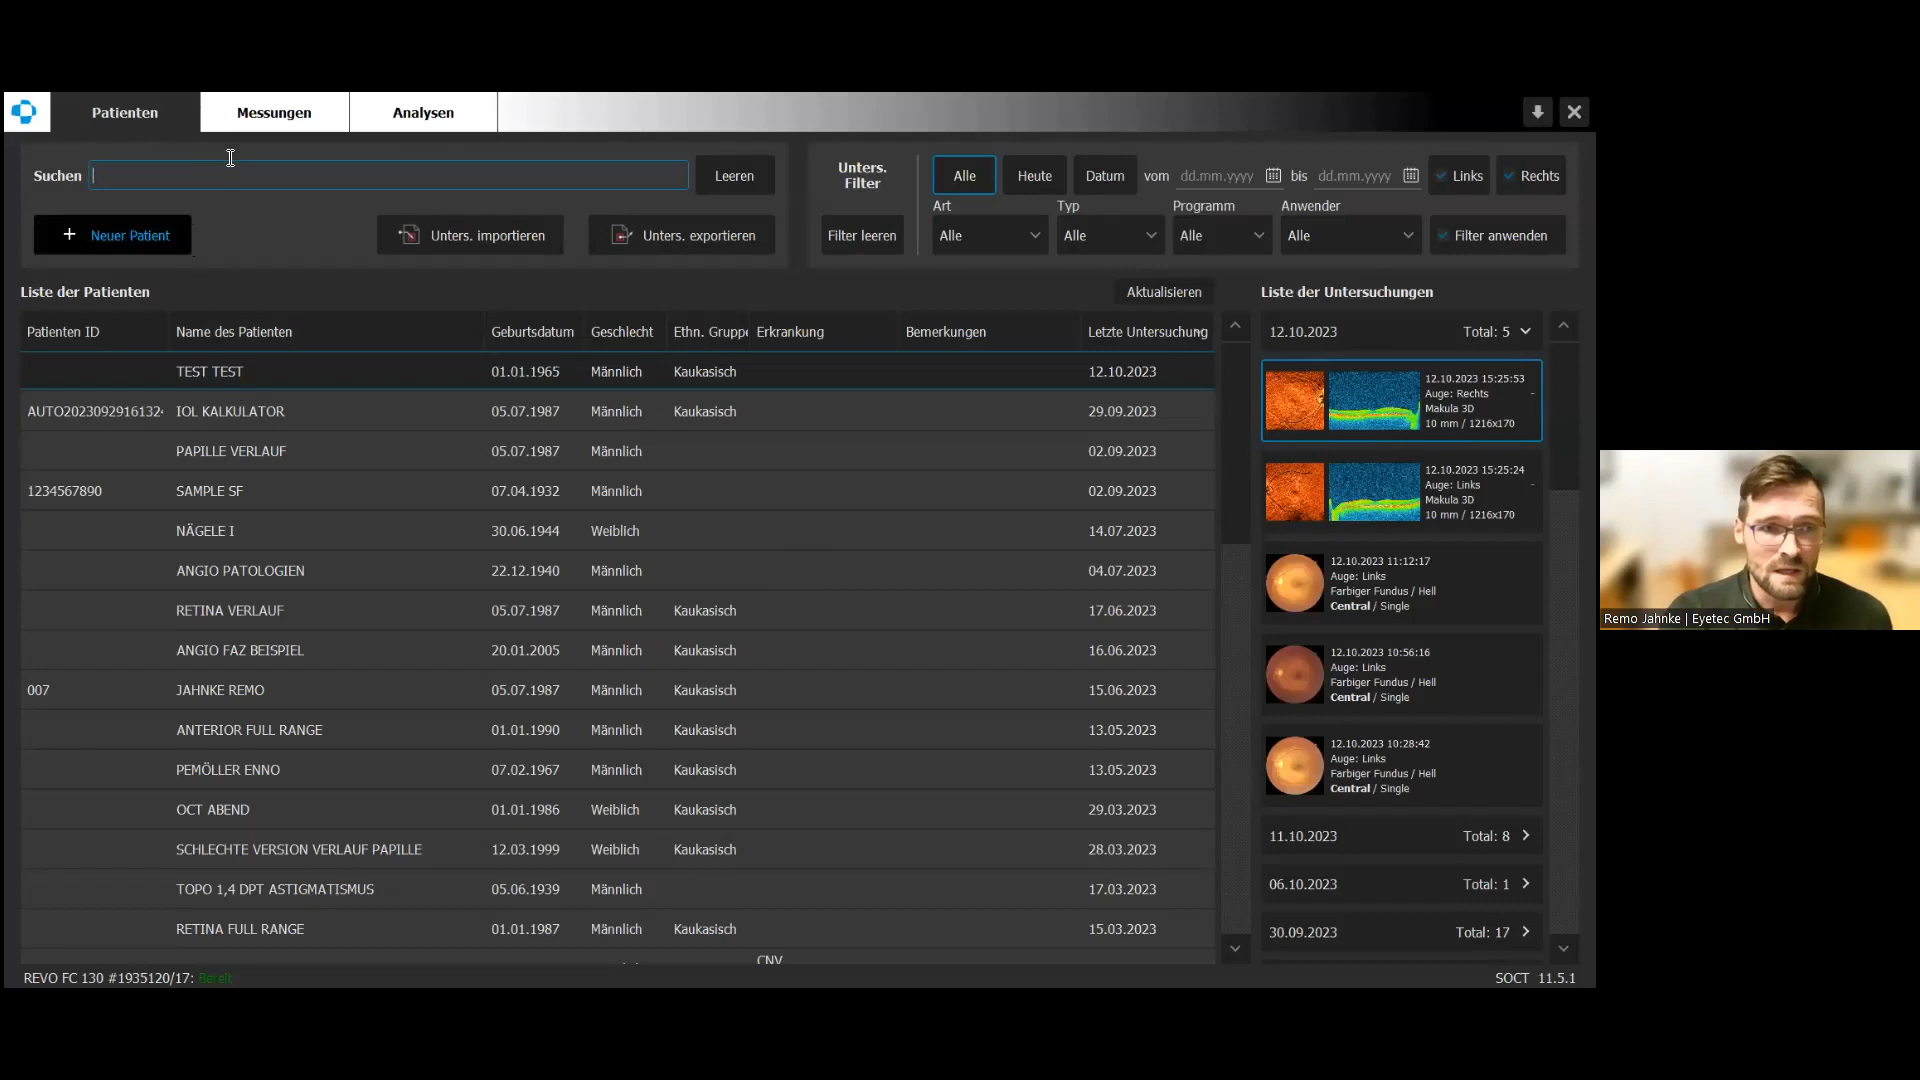 Patienten Messungen Analysen
Suchen Leeren
Neuer Patient Unters. importieren Unters. exportieren
Unters. Filter Alle Heute Datum vom dd.mm.yyyy bis dd.mm.yyyy Links Rechts
Art Typ Programm Anwender
Filter leeren Alle Alle Alle Alle Filter anwenden
Liste der Patienten Aktualisieren
Patienten ID Name des Patienten Geburtsdatum Geschlecht Ethn. Gruppe Erkrankung Bemerkungen Letzte Untersuchung
TEST TEST 01.01.1965 Männlich Kaukasisch 12.10.2023
AUTO2023092916132 IOL KALKULATOR 05.07.1987 Männlich Kaukasisch 29.09.2023
PAPILLE VERLAUF 05.07.1987 Männlich 02.09.2023
1234567890 SAMPLE SF 07.04.1932 Männlich 02.09.2023
NÄGELE I 30.06.1944 Weiblich 14.07.2023
ANGIO PATOLOGIEN 22.12.1940 Männlich 04.07.2023
RETINA VERLAUF 05.07.1987 Männlich Kaukasisch 17.06.2023
ANGIO FAZ BEISPIEL 20.01.2005 Männlich Kaukasisch 16.06.2023
007 JAHNKE REMO 05.07.1987 Männlich Kaukasisch 15.06.2023
ANTERIOR FULL RANGE 01.01.1990 Männlich Kaukasisch 13.05.2023
PEMÖLLER ENNO 07.02.1967 Männlich Kaukasisch 13.05.2023
OCT ABEND 01.01.1986 Weiblich Kaukasisch 29.03.2023
SCHLECHTE VERSION VERLAUF PAPILLE 12.03.1999 Weiblich Kaukasisch 28.03.2023
TOPO 1,4 DPT ASTIGMATISMUS 05.06.1939 Männlich 17.03.2023
RETINA FULL RANGE 01.01.1987 Männlich Kaukasisch 15.03.2023
CNV
Liste der Untersuchungen
12.10.2023 Total: 5
12.10.2023 15:25:53
Auge: Rechts -
Makula 3D
10 mm / 1216x170
12.10.2023 15:25:24
Auge: Links -
Makula 3D
10 mm / 1216x170
12.10.2023 11:12:17
Auge: Links
Farbiger Fundus / Hell
Central / Single
12.10.2023 10:56:16
Auge: Links
Farbiger Fundus / Hell
Central / Single
12.10.2023 10:28:42
Auge: Links
Farbiger Fundus / Hell
Central / Single
11.10.2023 Total: 8
06.10.2023 Total: 1
30.09.2023 Total: 17
REVO FC 130 #1935120/17: Bereit
SOCT 11.5.1
Remo Jahnke | Eyetec GmbH